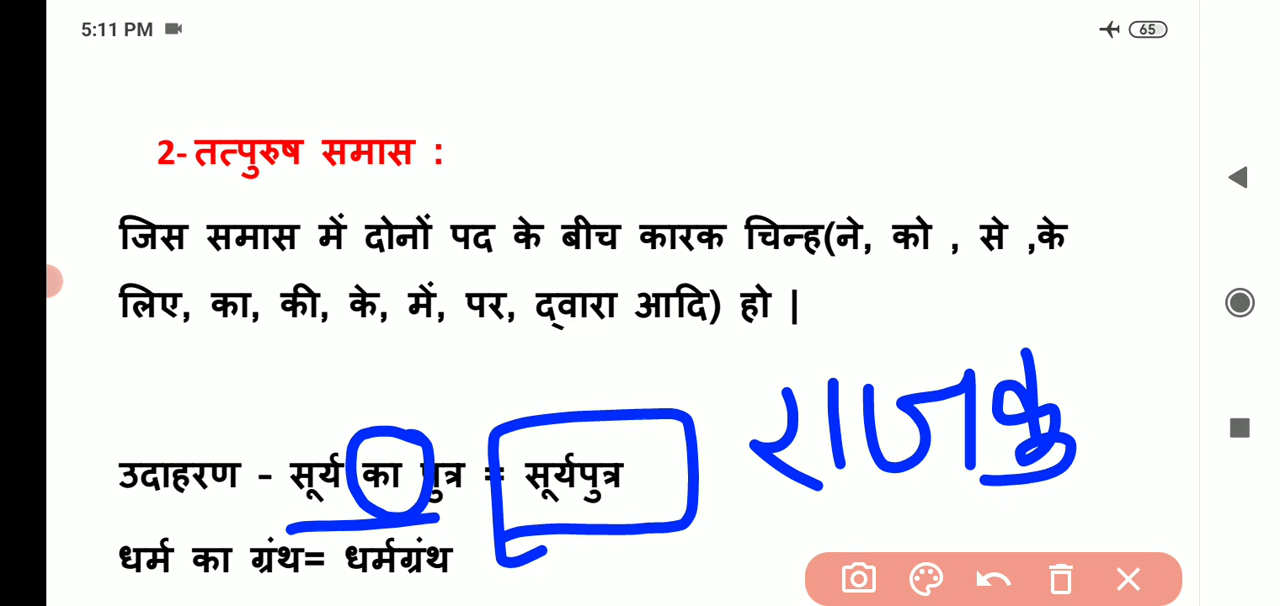 5:11 PM
65
2- तत्पुरुष समास :
जिस समास में दोनों पद के बीच कारक चिन्ह(ने, को , से ,के
लिए, का, की, के, में, पर, द्वारा आदि) हो |
राजकु
उदाहरण - सूर्य का पुत्र = सूर्यपुत्र
धर्म का ग्रंथ= धर्मग्रंथ